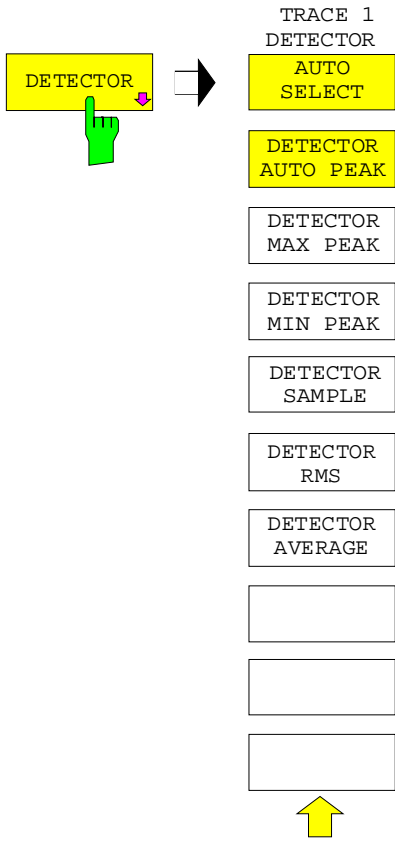 TRACE 1
DETECTOR
DETECTOR
AUTO
SELECT
DETECTOR
AUTO PEAK
DETECTOR
MAX PEAK
DETECTOR
MIN PEAK
DETECTOR
SAMPLE
DETECTOR
RMS
DETECTOR
AVERAGE